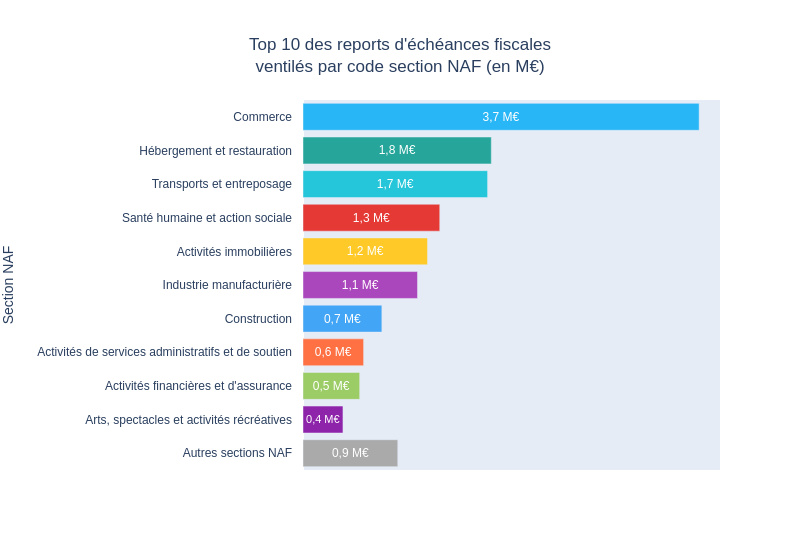 Top 10 des reports d'échéances fiscales
ventilés par code section NAF (en M€)
Section NAF
Commerce 3,7 M€
Hébergement et restauration 1,8 M€
Transports et entreposage 1,7 M€
Santé humaine et action sociale 1,3 M€
Activités immobilières 1,2 M€
Industrie manufacturière 1,1 M€
Construction 0,7 M€
Activités de services administratifs et de soutien 0,6 M€
Activités financières et d'assurance 0,5 M€
Arts, spectacles et activités récréatives 0,4 M€
Autres sections NAF 0,9 M€